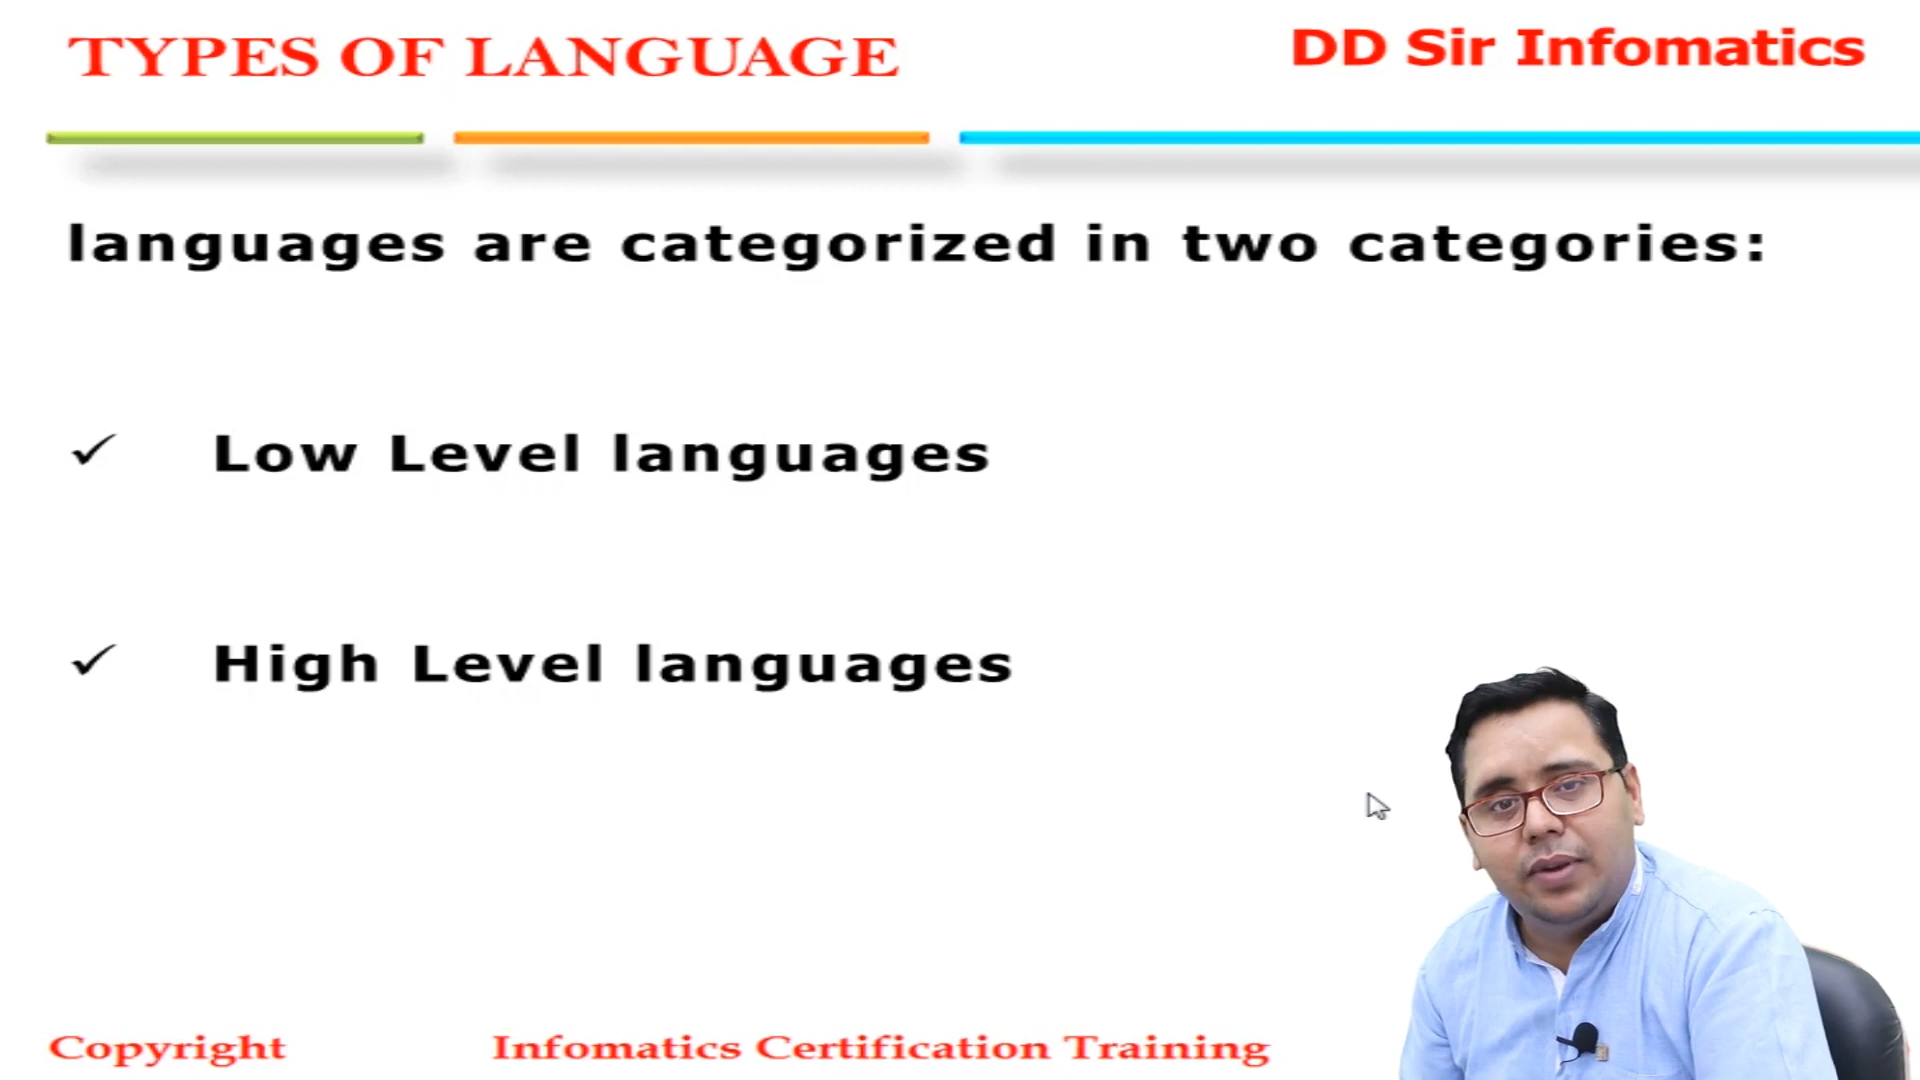 TYPES OF LANGUAGE
DD Sir Infomatics
languages are categorized in two categories:
✓ Low Level languages
✓ High Level languages
Copyright
Infomatics Certification Training